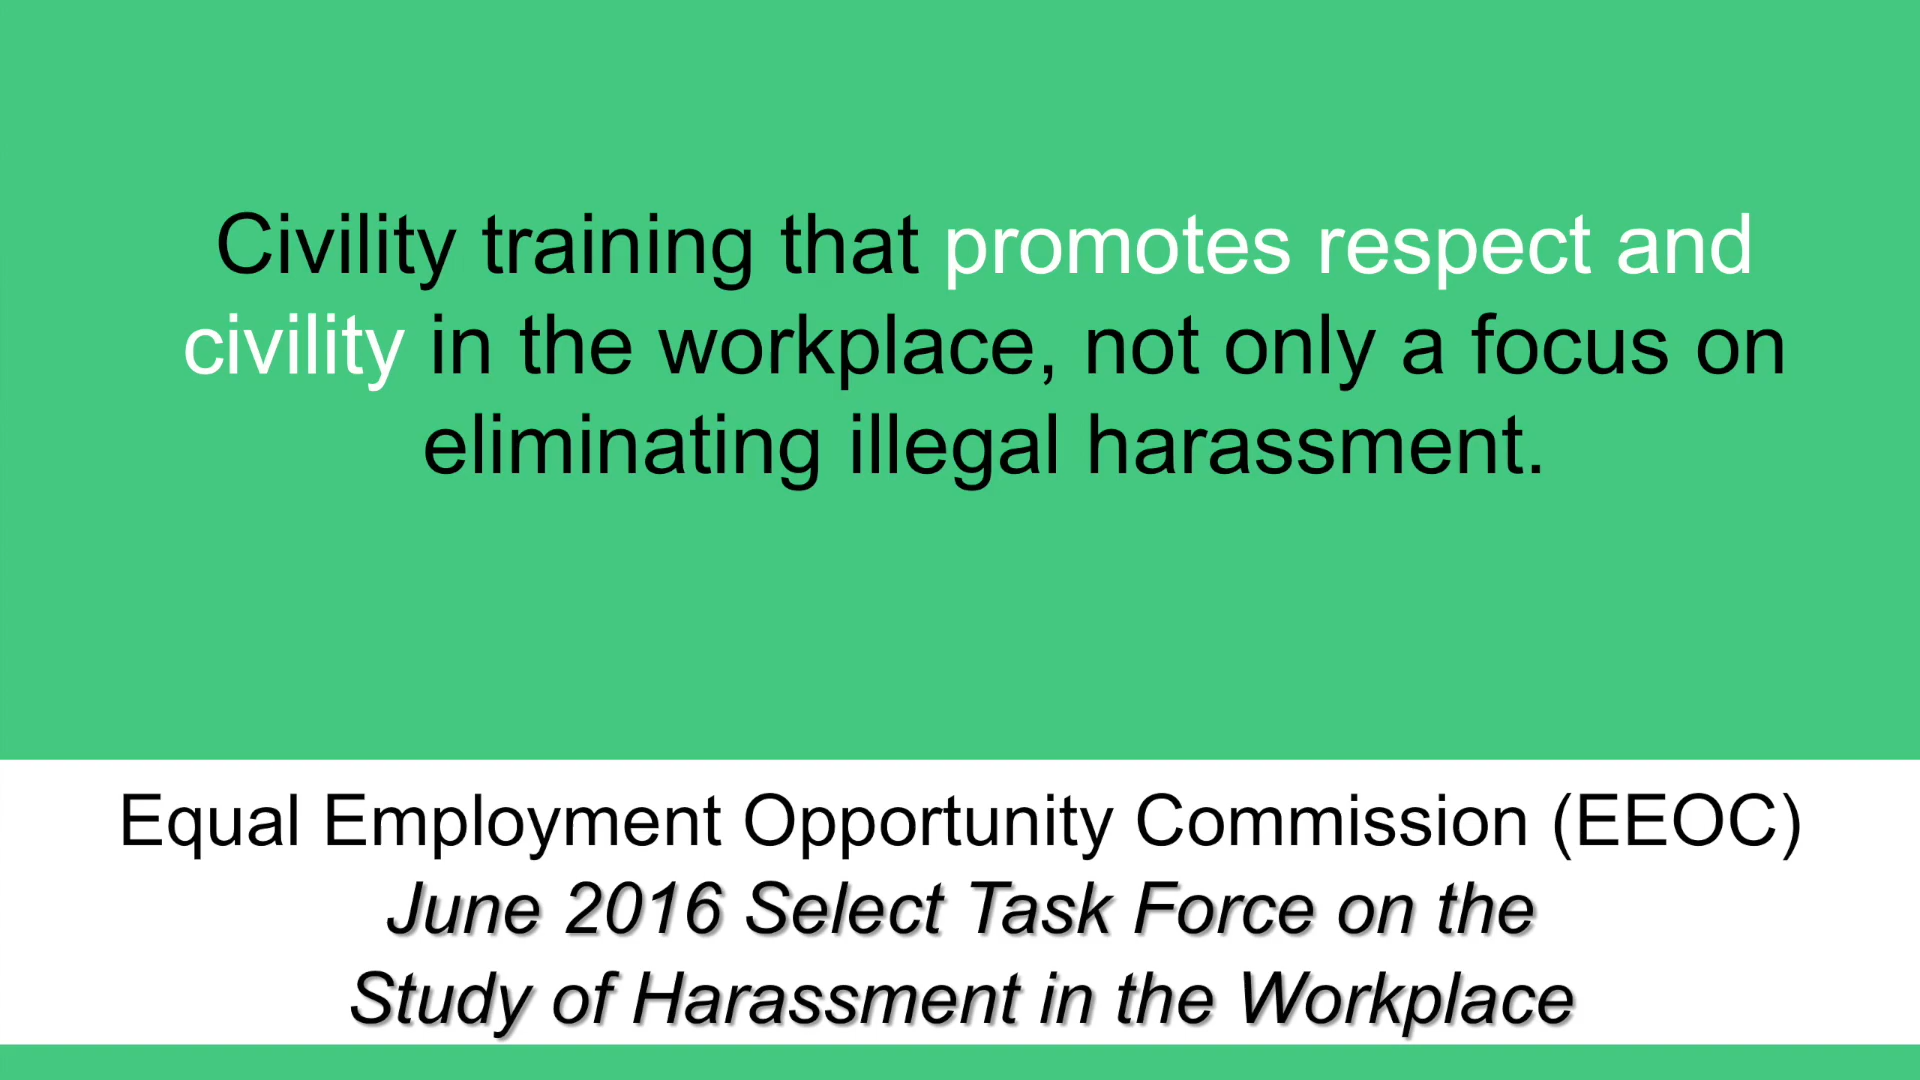 Civility training that promotes respect and
civility in the workplace, not only a focus on
eliminating illegal harassment.
Equal Employment Opportunity Commission (EEOC)
June 2016 Select Task Force on the
Study of Harassment in the Workplace